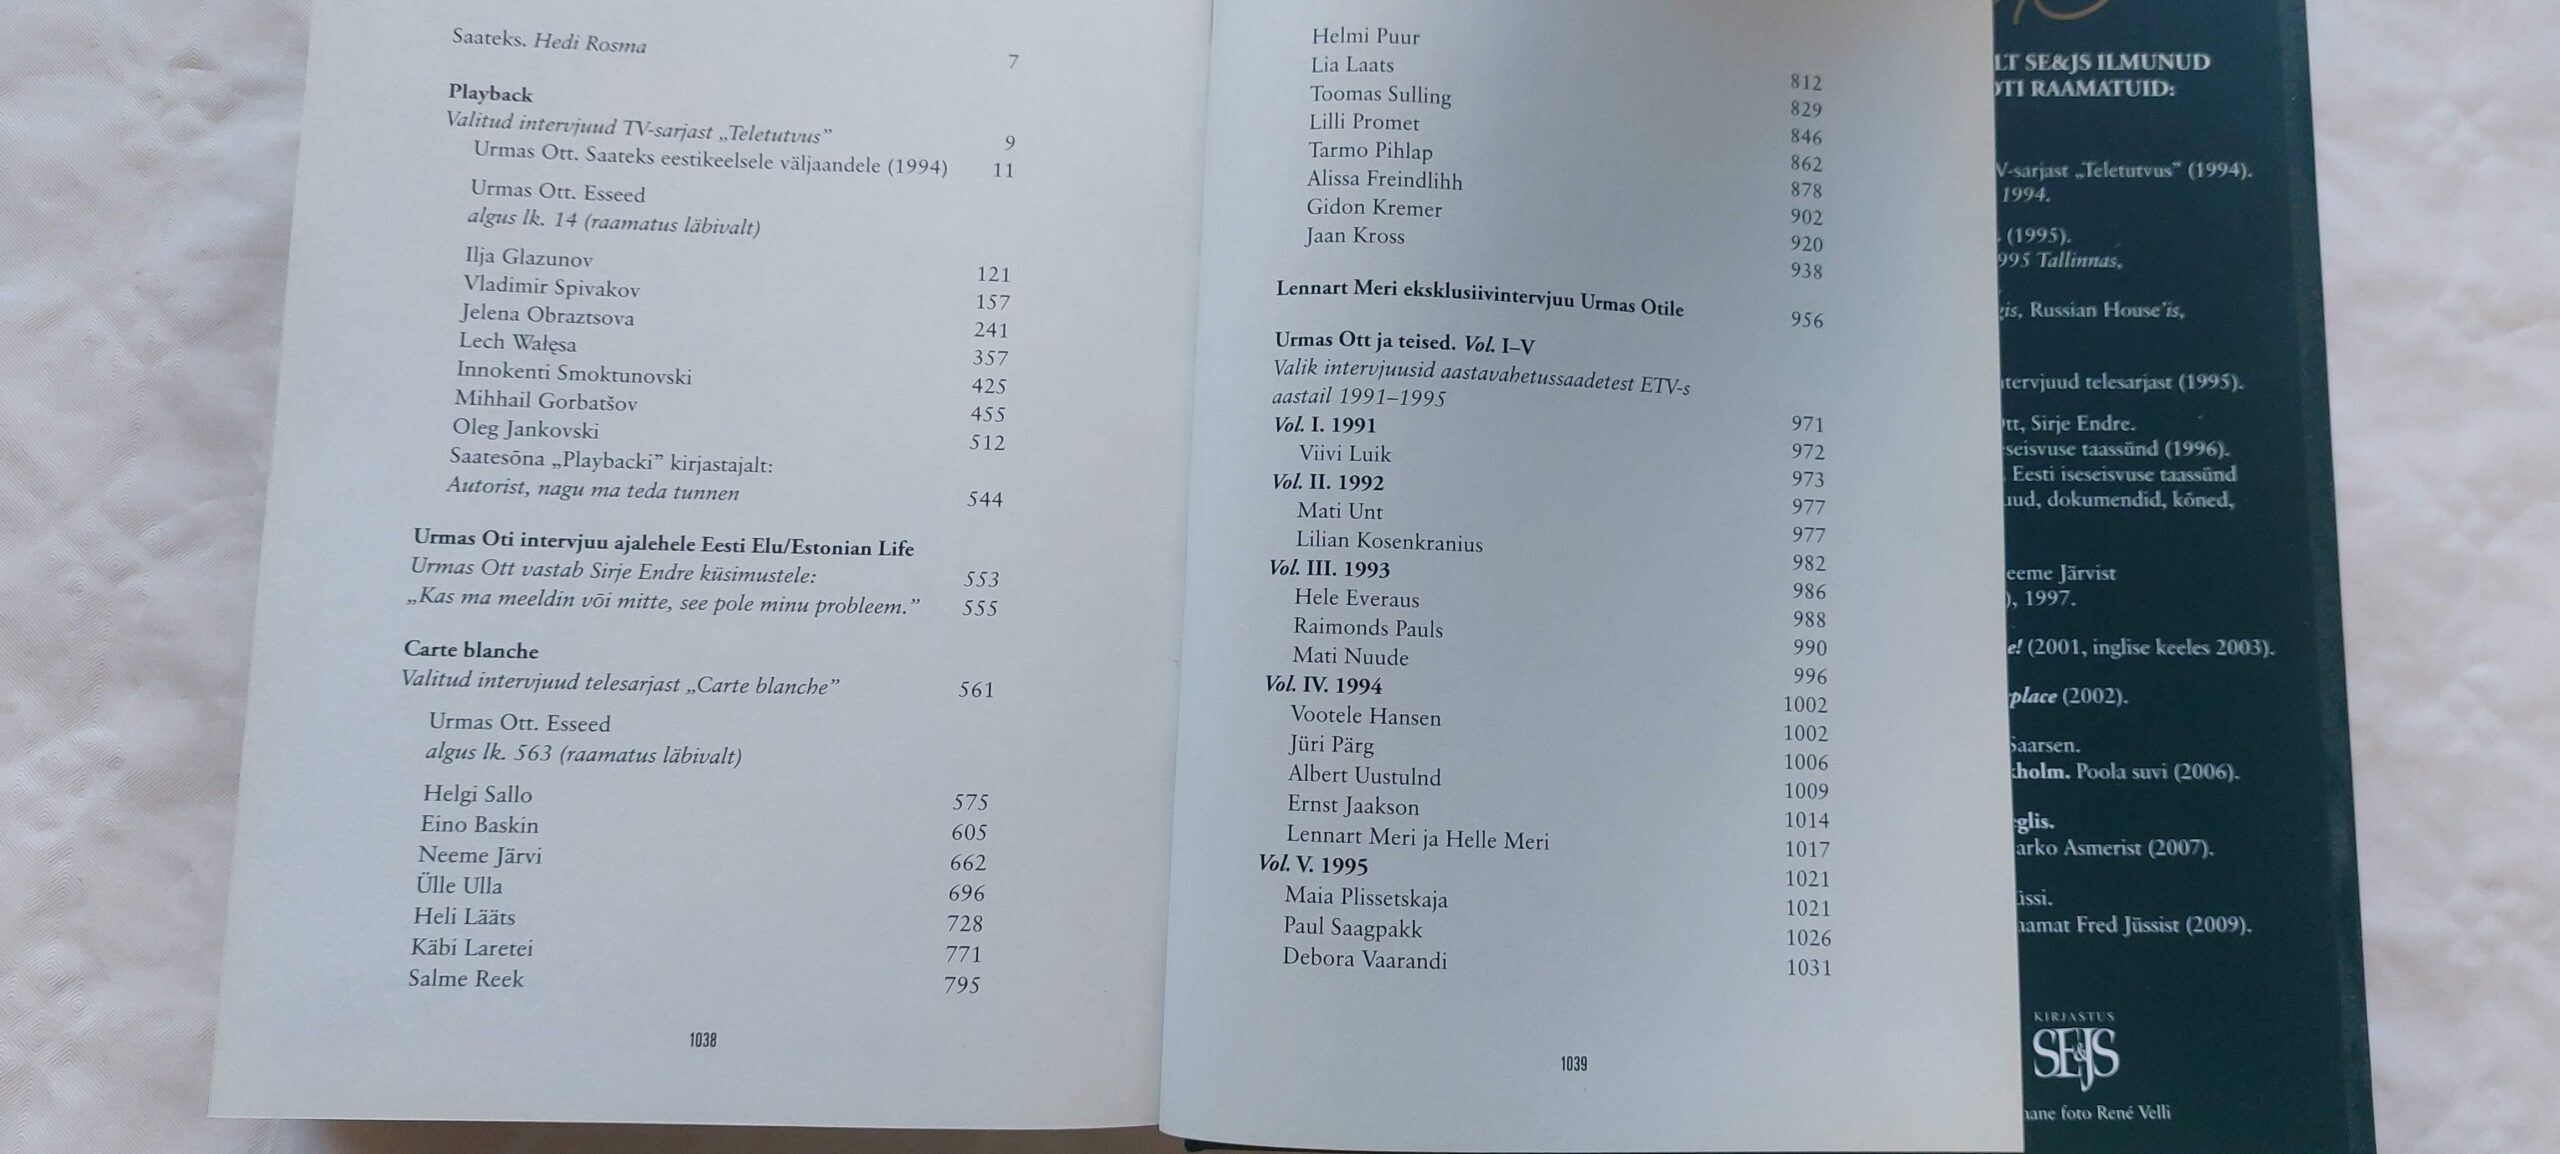 Saateks. Hedi Rosma 7
Playback
Valitud intervjuud TV-sarjast „Teletutvus” 9
Urmas Ott. Saateks eestikeelsele väljaandele (1994) 11
Urmas Ott. Esseed
algus lk. 14 (raamatus läbivalt)
Ilja Glazunov 121
Vladimir Spivakov 157
Jelena Obraztsova 241
Lech Wałęsa 357
Innokenti Smoktunovski 425
Mihhail Gorbatšov 455
Oleg Jankovski 512
Saatesõna „Playbacki” kirjastajalt:
Autorist, nagu ma teda tunnen 544
Urmas Oti intervjuu ajalehele Eesti Elu/Estonian Life 553
Urmas Ott vastab Sirje Endre küsimustele:
„Kas ma meeldin või mitte, see pole minu probleem.” 555
Carte blanche
Valitud intervjuud telesarjast „Carte blanche” 561
Urmas Ott. Esseed
algus lk. 563 (raamatus läbivalt)
Helgi Sallo 575
Eino Baskin 605
Neeme Järvi 662
Ülle Ulla 696
Heli Lääts 728
Käbi Laretei 771
Salme Reek 795
1038
Helmi Puur 812
Lia Laats 829
Toomas Sulling 846
Lilli Promet 862
Tarmo Pihlap 878
Alissa Freindlihh 902
Gidon Kremer 920
Jaan Kross 938
Lennart Meri eksklusiivintervjuu Urmas Otile 956
Urmas Ott ja teised. Vol. I–V
Valik intervjuusid aastavahetussaadetest ETV-s
aastail 1991–1995 971
Vol. I. 1991 972
Viivi Luik 973
Vol. II. 1992 977
Mati Unt 977
Lilian Kosenkranius 982
Vol. III. 1993 986
Hele Everaus 988
Raimonds Pauls 990
Mati Nuude 996
Vol. IV. 1994 1002
Vootele Hansen 1002
Jüri Pärg 1006
Albert Uustulnd 1009
Ernst Jaakson 1014
Lennart Meri ja Helle Meri 1017
Vol. V. 1995 1021
Maia Plissetskaja 1021
Paul Saagpakk 1026
Debora Vaarandi 1031
1039
LT SE&JS ILMUNUD
OTI RAAMATUID:
V-sarjast „Teletutvus” (1994).
1994.
(1995).
995 Tallinnas,
gis, Russian House'is,
ntervjuud telesarjast (1995).
tt, Sirje Endre.
seisvuse taassünd (1996).
Eesti iseseisvuse taassünd
uud, dokumendid, kõned,
eeme Järvist
), 1997.
e! (2001, inglise keeles 2003).
place (2002).
Saarsen.
kholm. Poola suvi (2006).
glis.
arko Asmerist (2007).
issi.
aamat Fred Jüssist (2009).
KIRJASTUS
SE&JS
ane foto René Velli